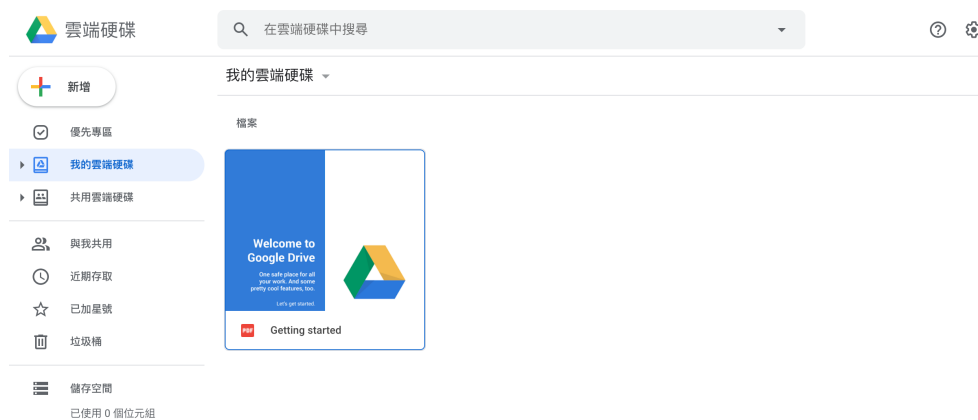 雲端硬碟
在雲端硬碟中搜尋
新增
我的雲端硬碟
優先專區
我的雲端硬碟
共用雲端硬碟
與我共用
近期存取
已加星號
垃圾桶
儲存空間
已使用 0 個位元組
檔案
Welcome to
Google Drive
One safe place for all
your work. And some
pretty cool features, too.
Let's get started.
PDF
Getting started